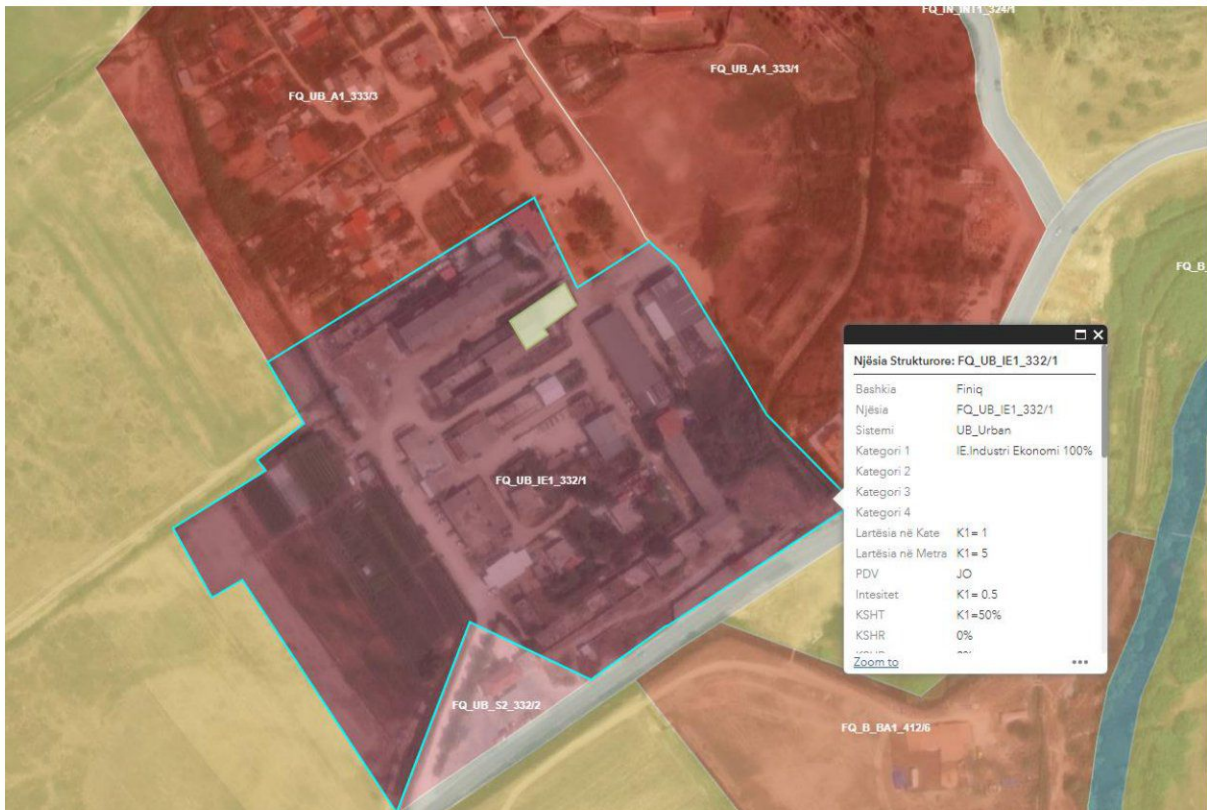 FQ_IN_INT1_324/1
FQ_UB_A1_333/1
FQ_UB_A1_333/3
FQ_B_
FQ_UB_IE1_332/1
FQ_UB_S2_332/2
FQ_B_BA1_412/6
Njësia Strukturore: FQ_UB_IE1_332/1
Bashkia Finiq
Njësia FQ_UB_IE1_332/1
Sistemi UB_Urban
Kategori 1 IE.Industri Ekonomi 100%
Kategori 2
Kategori 3
Kategori 4
Lartësia në Kate K1= 1
Lartësia në Metra K1= 5
PDV JO
Intesitet K1= 0.5
KSHT K1=50%
KSHR 0%
Zoom to